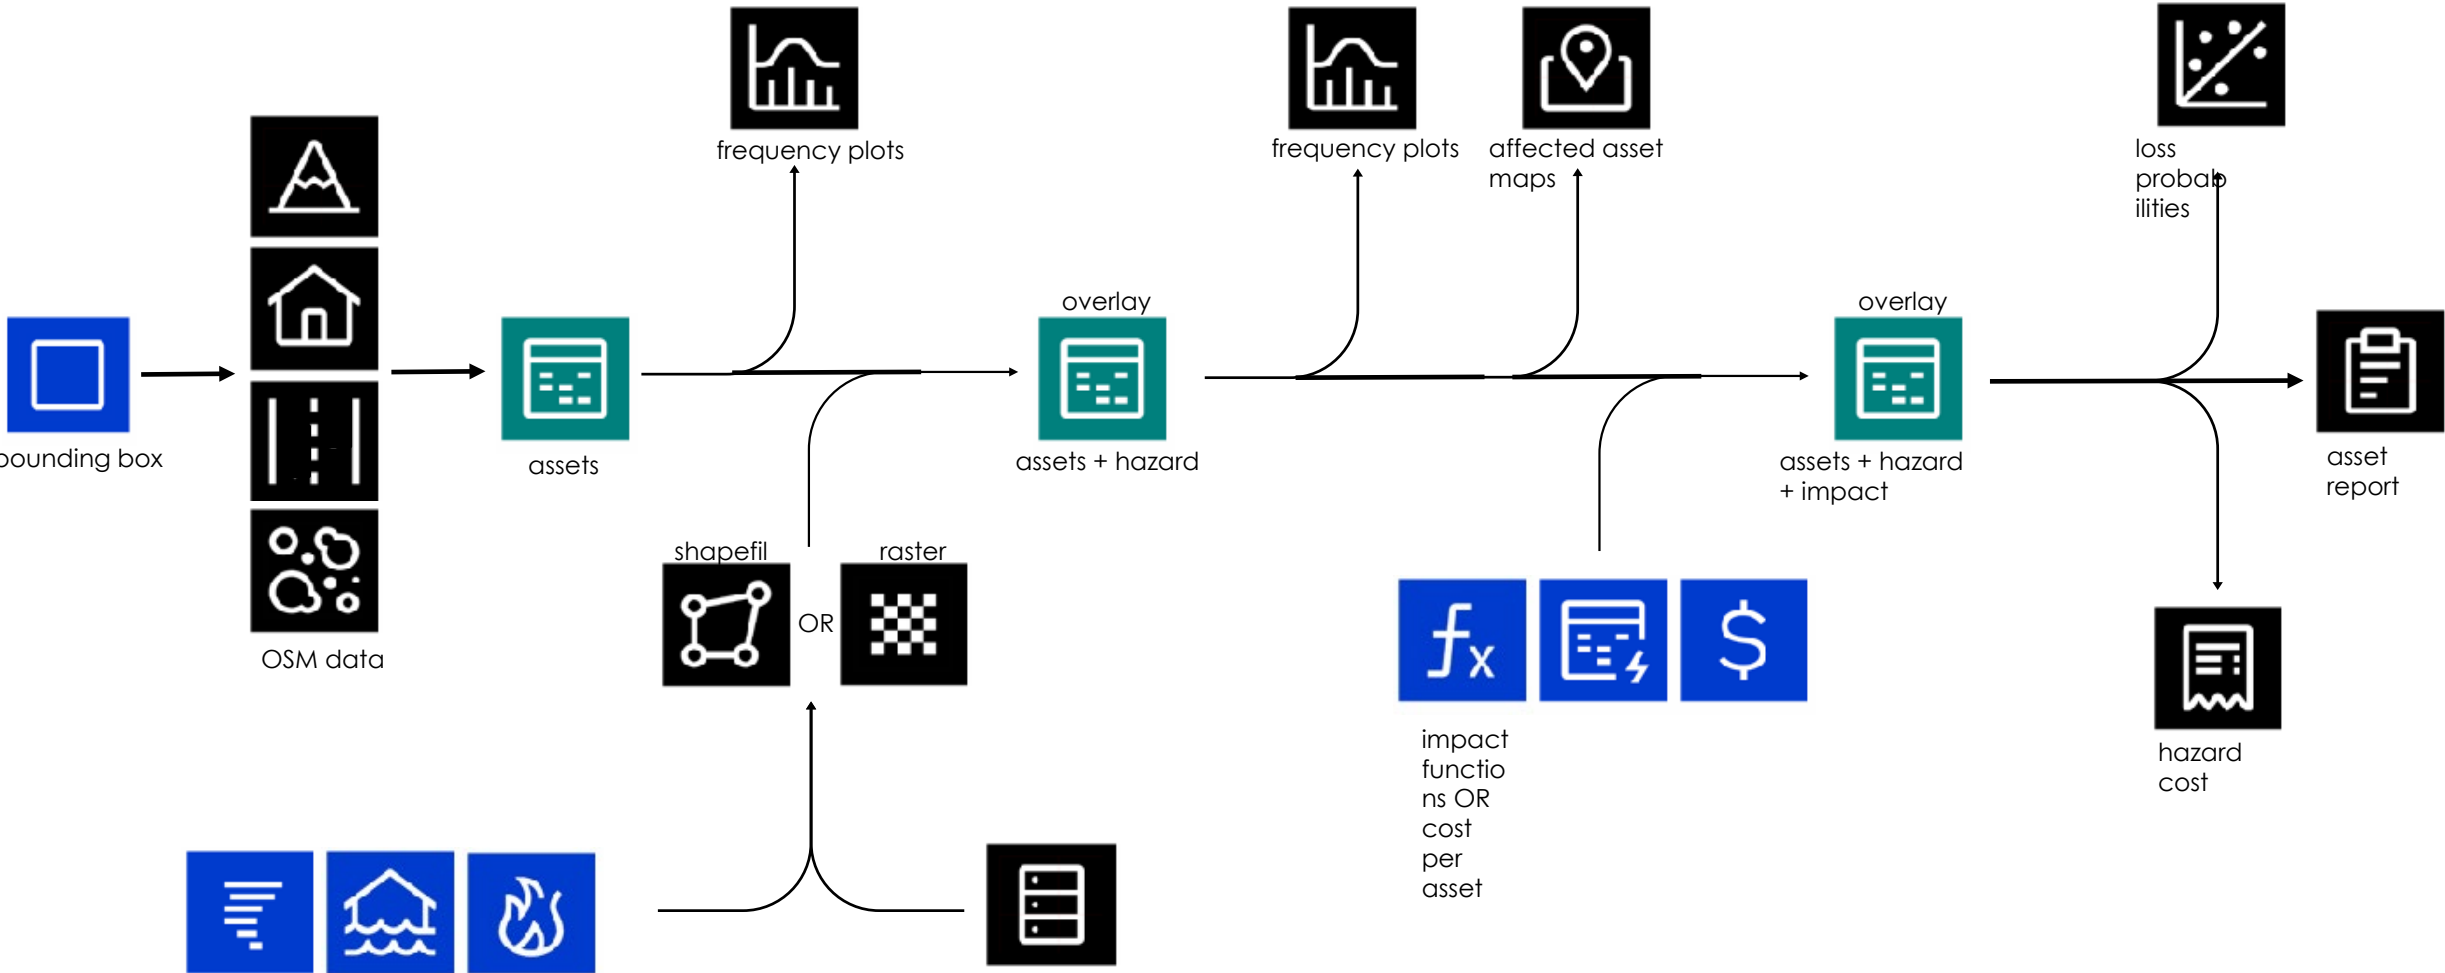 frequency plots
frequency plots
affected asset
maps
loss
probab
ilities
overlay
overlay
bounding box
assets
assets + hazard
assets + hazard
+ impact
asset
report
shapefil
raster
OR
OSM data
fx
$
impact
functio
ns OR
cost
per
asset
hazard
cost